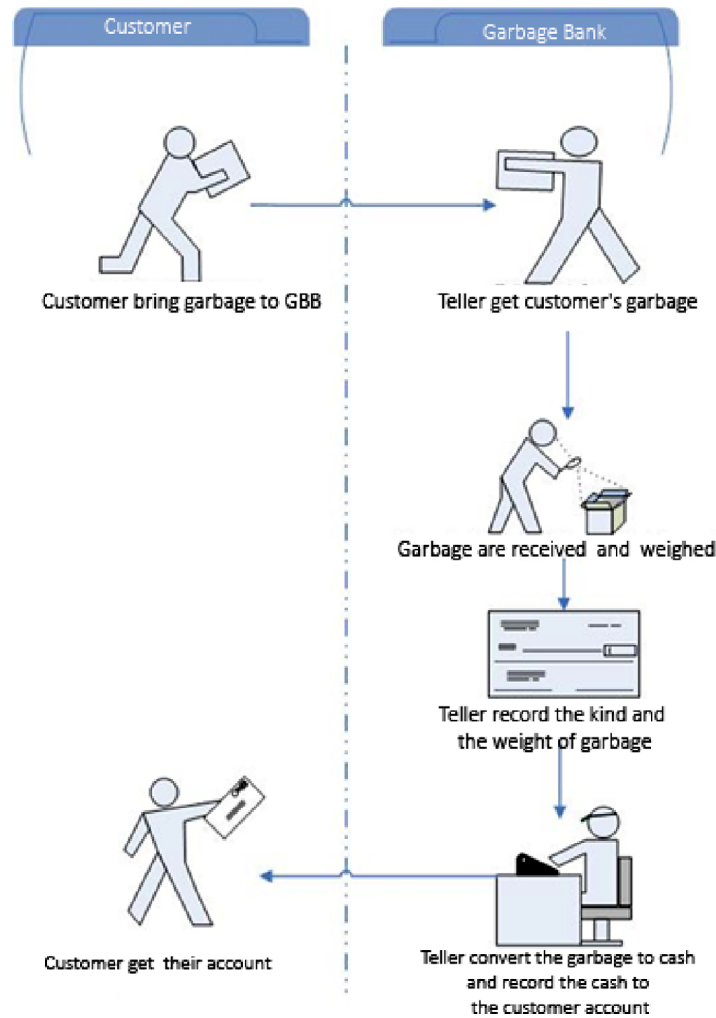 Customer
Garbage Bank
Customer bring garbage to GBB
Teller get customer's garbage
Garbage are received and weighed
Teller record the kind and
the weight of garbage
Customer get their account
Teller convert the garbage to cash
and record the cash to
the customer account